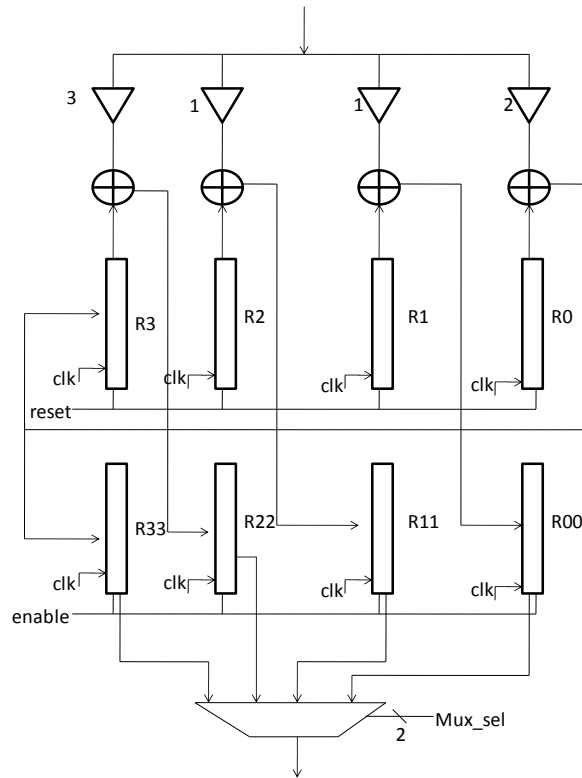 3
1
1
2
R3
R2
R1
R0
clk
clk
clk
clk
reset
R33
R22
R11
R00
clk
clk
clk
clk
enable
Mux_sel
2